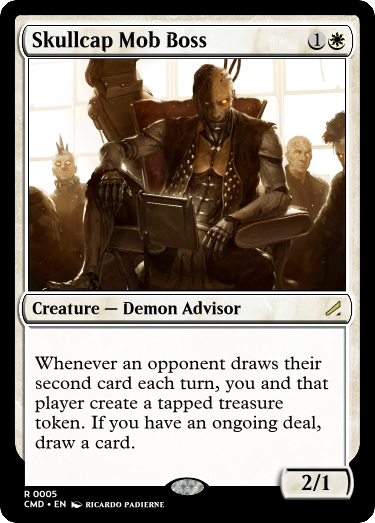 Skullcap Mob Boss 1
Creature — Demon Advisor
Whenever an opponent draws their
second card each turn, you and that
player create a tapped treasure
token. If you have an ongoing deal,
draw a card.
2/1
R 0005
CMD • EN RICARDO PADIERNE